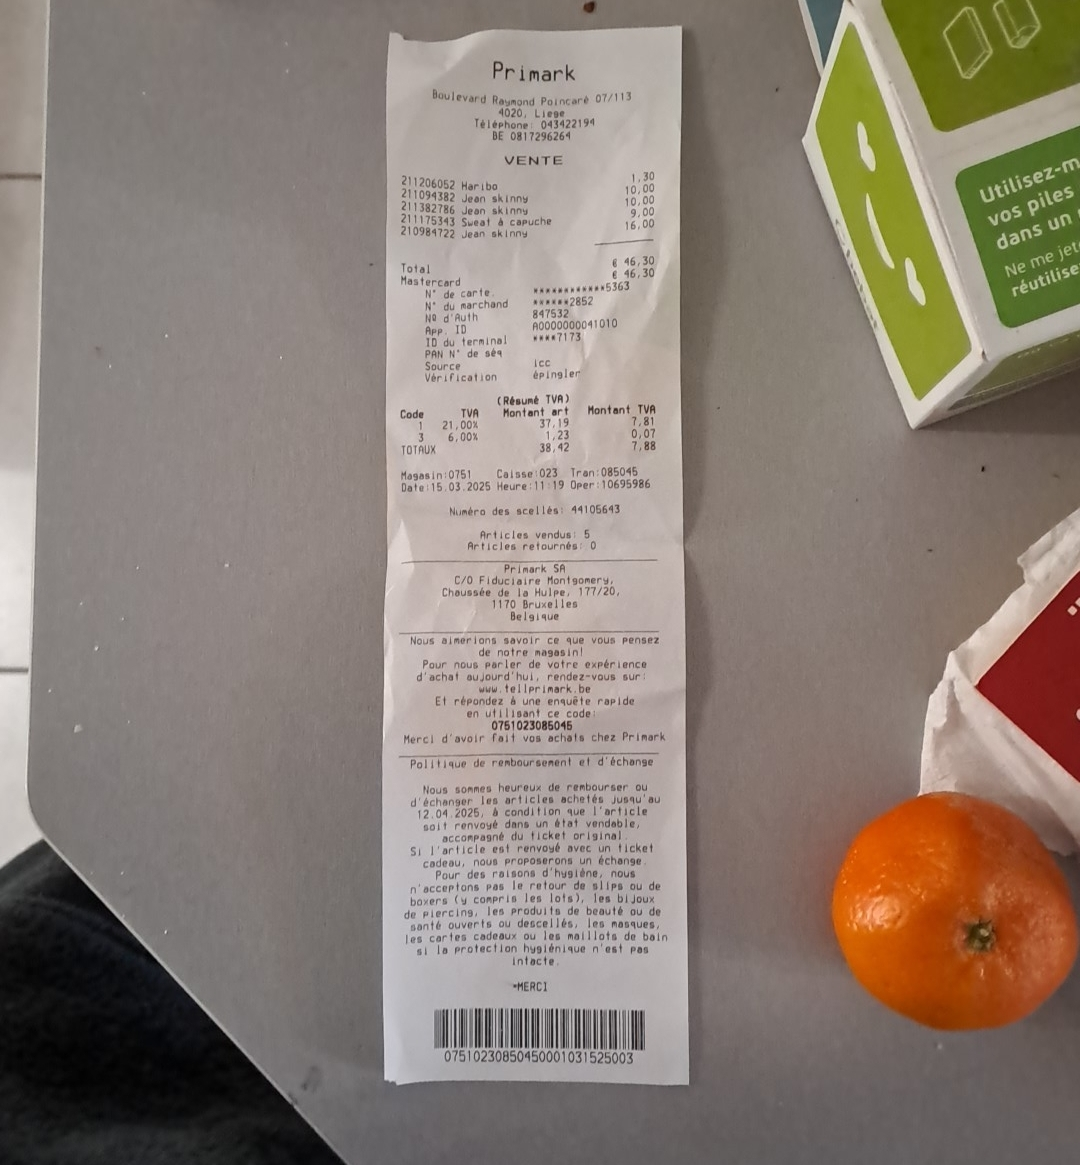 Primark
Boulevard Raymond Poincaré 07/113
4020, Liege
Téléphone: 043422194
BE 0817296264
VENTE
211206052 Haribo 1,30
211094382 Jean skinny 10,00
211382786 Jean skinny 10,00
211175343 Sweat à capuche 9,00
210984722 Jean skinny 16,00
Total € 46,30
Mastercard € 46,30
N° de carte. ************5363
N° du marchand ******2852
Nº d'Auth 847532
App. ID A0000000041010
ID du terminal ****7173
PAN N° de séq
Source icc
Vérification épingler
(Résumé TVA)
Code TVA Montant art Montant TVA
1 21,00% 37,19 7,81
3 6,00% 1,23 0,07
TOTAUX 38,42 7,88
Magasin:0751 Caisse:023 Tran:085045
Date:15.03.2025 Heure:11:19 Oper:10695986
Numéro des scellés: 44105643
Articles vendus: 5
Articles retournés: 0
Primark SA
C/O Fiduciaire Montgomery,
Chaussée de la Hulpe, 177/20,
1170 Bruxelles
Belgique
Nous aimerions savoir ce que vous pensez
de notre magasin!
Pour nous parler de votre expérience
d'achat aujourd'hui, rendez-vous sur:
www.tellprimark.be
Et répondez à une enquête rapide
en utilisant ce code:
0751023085045
Merci d'avoir fait vos achats chez Primark
Politique de remboursement et d'échange
Nous sommes heureux de rembourser ou
d'échanger les articles achetés jusqu'au
12.04.2025, à condition que l'article
soit renvoyé dans un état vendable,
accompagné du ticket original.
Si l'article est renvoyé avec un ticket
cadeau, nous proposerons un échange.
Pour des raisons d'hygiène, nous
n'acceptons pas le retour de slips ou de
boxers (y compris les lots), les bijoux
de piercing, les produits de beauté ou de
santé ouverts ou descellés, les masques,
les cartes cadeaux ou les maillots de bain
si la protection hygiénique n'est pas
intacte.
*MERCI
07510230850450001031525003
Utilisez-m
vos piles
dans un
Ne me jet
réutilise